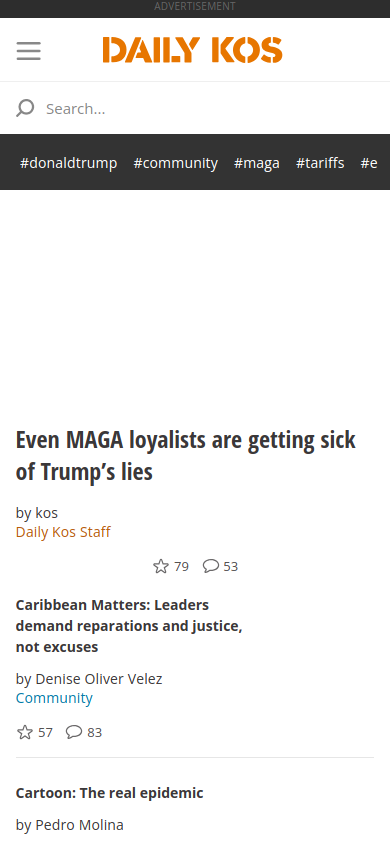 ADVERTISEMENT
DAILY KOS
Search...
#donaldtrump #community #maga #tariffs #e
Even MAGA loyalists are getting sick
of Trump’s lies
by kos
Daily Kos Staff
79 53
Caribbean Matters: Leaders
demand reparations and justice,
not excuses
by Denise Oliver Velez
Community
57 83
Cartoon: The real epidemic
by Pedro Molina